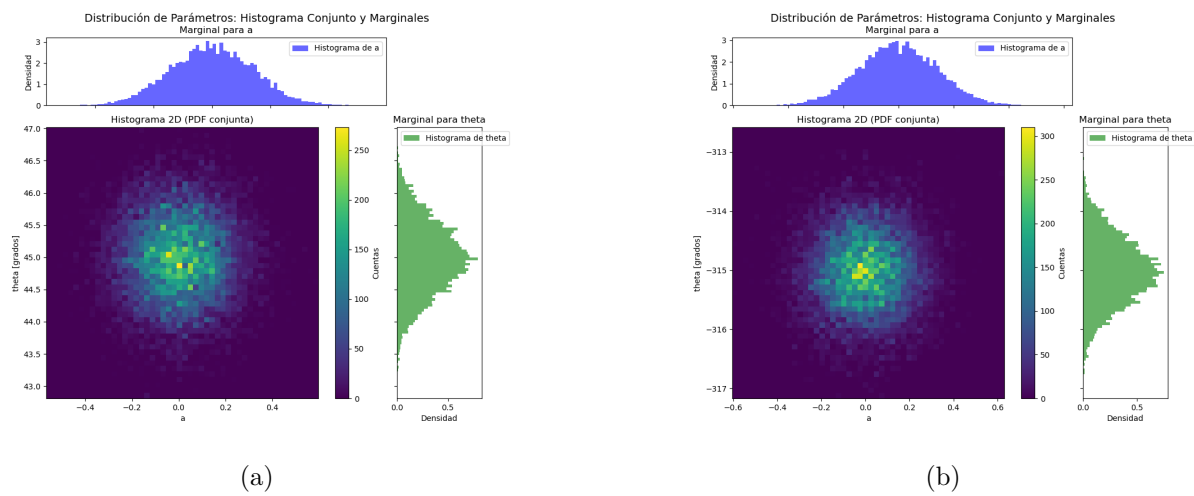 Distribución de Parámetros: Histograma Conjunto y Marginales
Marginal para a
Histograma de a
Densidad
3
2
1
0
Histograma 2D (PDF conjunta)
Marginal para theta
Histograma de theta
theta [grados]
47.0
46.5
46.0
45.5
45.0
44.5
44.0
43.5
43.0
−0.4 −0.2 0.0 0.2 0.4
a
250
200
150
100
50
0
Cuentas
0.0 0.5
Densidad
(a)
Distribución de Parámetros: Histograma Conjunto y Marginales
Marginal para a
Histograma de a
Densidad
3
2
1
0
Histograma 2D (PDF conjunta)
Marginal para theta
Histograma de theta
theta [grados]
−313
−314
−315
−316
−317
−0.6 −0.4 −0.2 0.0 0.2 0.4 0.6
a
300
250
200
150
100
50
0
Cuentas
0.0 0.5
Densidad
(b)